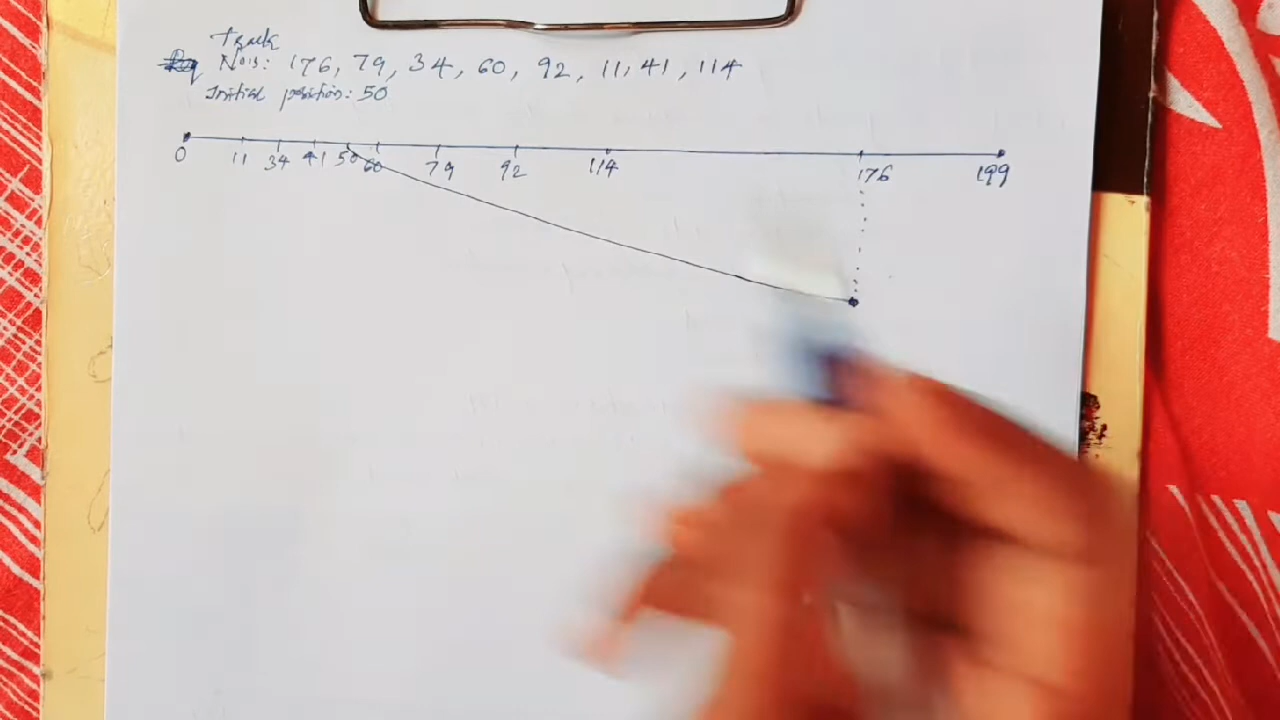 Track
Nos: 176, 79, 34, 60, 92, 11, 41, 114
Initial position: 50
0 11 34 41 50 60 79 92 114 176 199